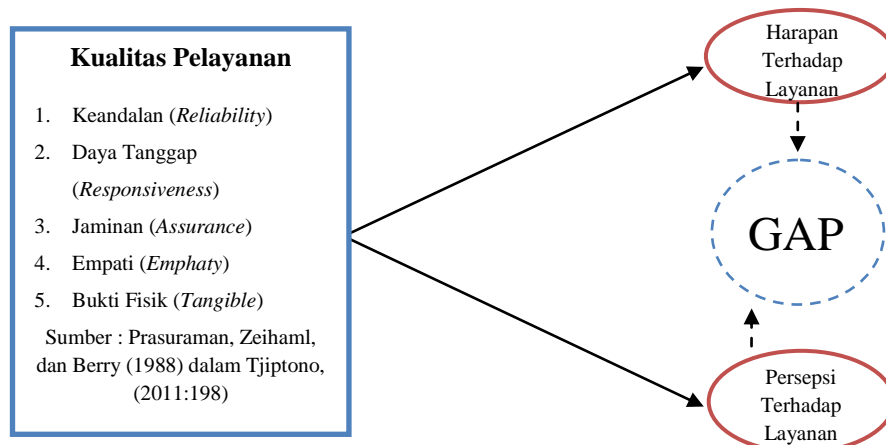 Kualitas Pelayanan
1. Keandalan (Reliability)
2. Daya Tanggap
(Responsiveness)
3. Jaminan (Assurance)
4. Empati (Emphaty)
5. Bukti Fisik (Tangible)
Sumber : Prasuraman, Zeihaml,
dan Berry (1988) dalam Tjiptono,
(2011:198)
Harapan
Terhadap
Layanan
GAP
Persepsi
Terhadap
Layanan